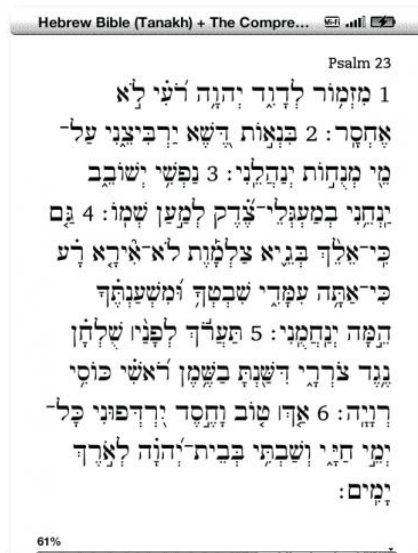 Hebrew Bible (Tanakh) + The Compre...
Psalm 23
1 מִזְמ֥וֹר לְדָוִ֑ד יְהוָ֥ה רֹ֝עִ֗י לֹ֣א
אֶחְסָֽר׃ 2 בִּנְא֣וֹת דֶּ֭שֶׁא יַרְבִּיצֵ֑נִי עַל־
מֵ֖י מְנֻח֣וֹת יְנַהֲלֵֽנִי׃ 3 נַפְשִׁ֥י יְשׁוֹבֵ֑ב
יַֽנְחֵ֥נִי בְמַעְגְּלֵי־צֶ֝֗דֶק לְמַ֣עַן שְׁמֽוֹ׃ 4 גַּ֤ם
כִּֽי־אֵלֵ֨ךְ בְּגֵ֪יא צַלְמָ֡וֶת לֹא־אִ֘ירָ֤א רָ֗ע
כִּי־אַתָּ֥ה עִמָּדִ֑י שִׁבְטְךָ֥ וּ֝מִשְׁעַנְתֶּ֗ךָ
הֵ֣מָּה יְנַֽחֲמֻֽנִי׃ 5 תַּעֲרֹ֬ךְ לְפָנַ֨י׀ שֻׁלְחָ֗ן
נֶ֥גֶד צֹרְרָ֑י דִּשַּׁ֖נְתָּ בַשֶּׁ֥מֶן רֹ֝אשִׁ֗י כּוֹסִ֥י
רְוָיָֽה׃ 6 אַ֤ךְ׀ ט֤וֹב וָחֶ֣סֶד יִ֭רְדְּפוּנִי כָּל־
יְמֵ֣י חַיָּ֑י וְשַׁבְתִּ֥י בְּבֵית־יְ֝הוָ֗ה לְאֹ֣רֶךְ
יָמִֽים׃
61%